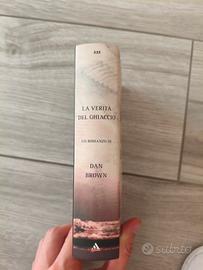 LA VERITÀ
DEL GHIACCIO
UN ROMANZO DI
DAN
BROWN
subito